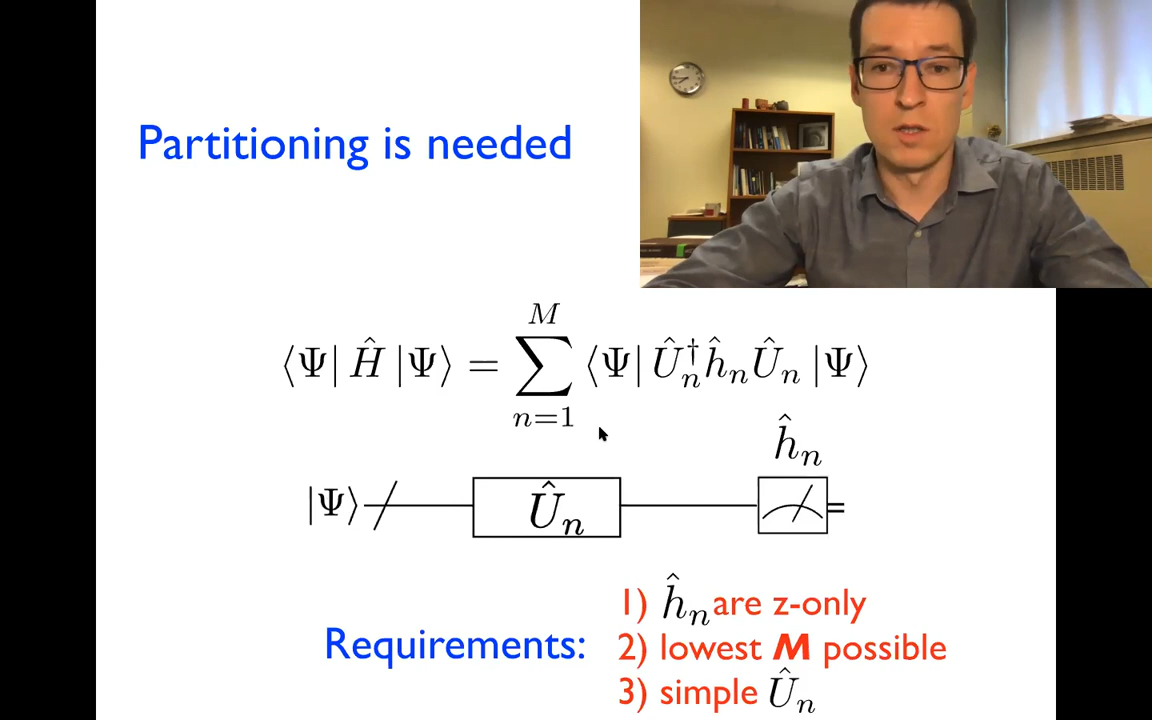 Partitioning is needed
⟨Ψ| Ĥ |Ψ⟩ = ∑_{n=1}^{M} ⟨Ψ| Û_n^† ĥ_n Û_n |Ψ⟩
ĥ_n
|Ψ⟩ Û_n
Requirements:
1) ĥ_n are z-only
2) lowest M possible
3) simple Û_n